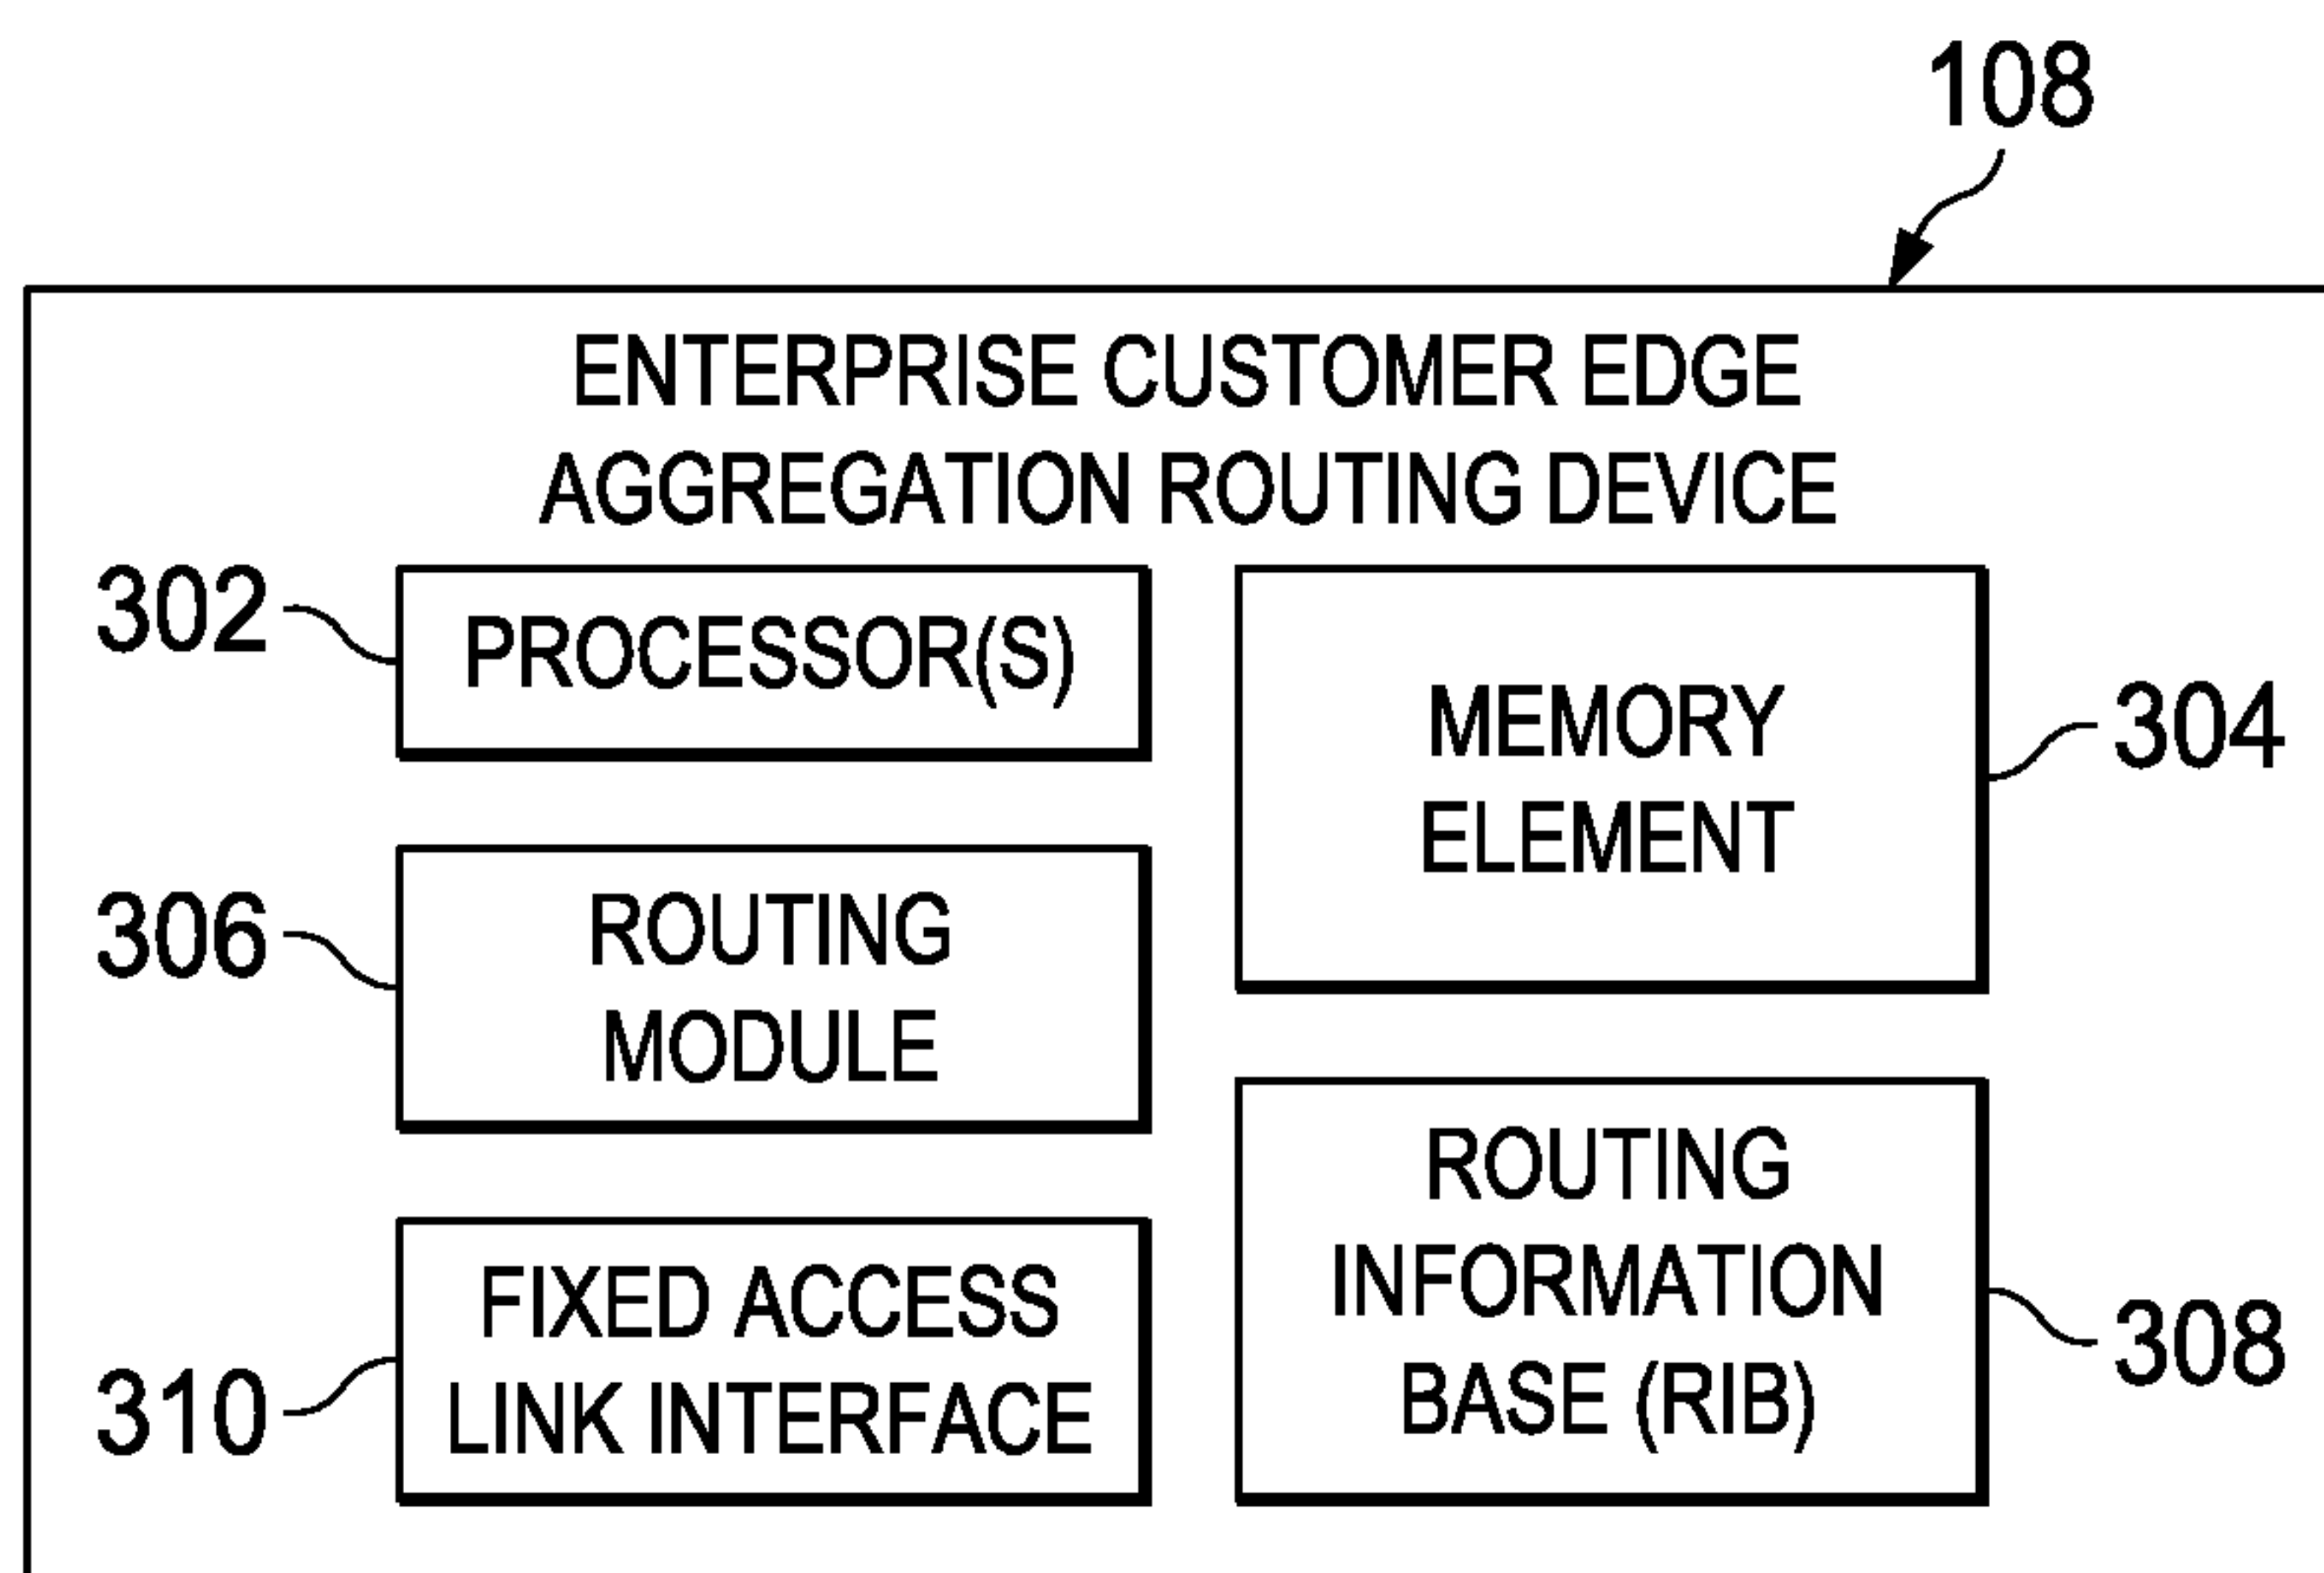 108
ENTERPRISE CUSTOMER EDGE
AGGREGATION ROUTING DEVICE
302
PROCESSOR(S)
MEMORY
ELEMENT
304
306
ROUTING
MODULE
ROUTING
INFORMATION
BASE (RIB)
308
310
FIXED ACCESS
LINK INTERFACE